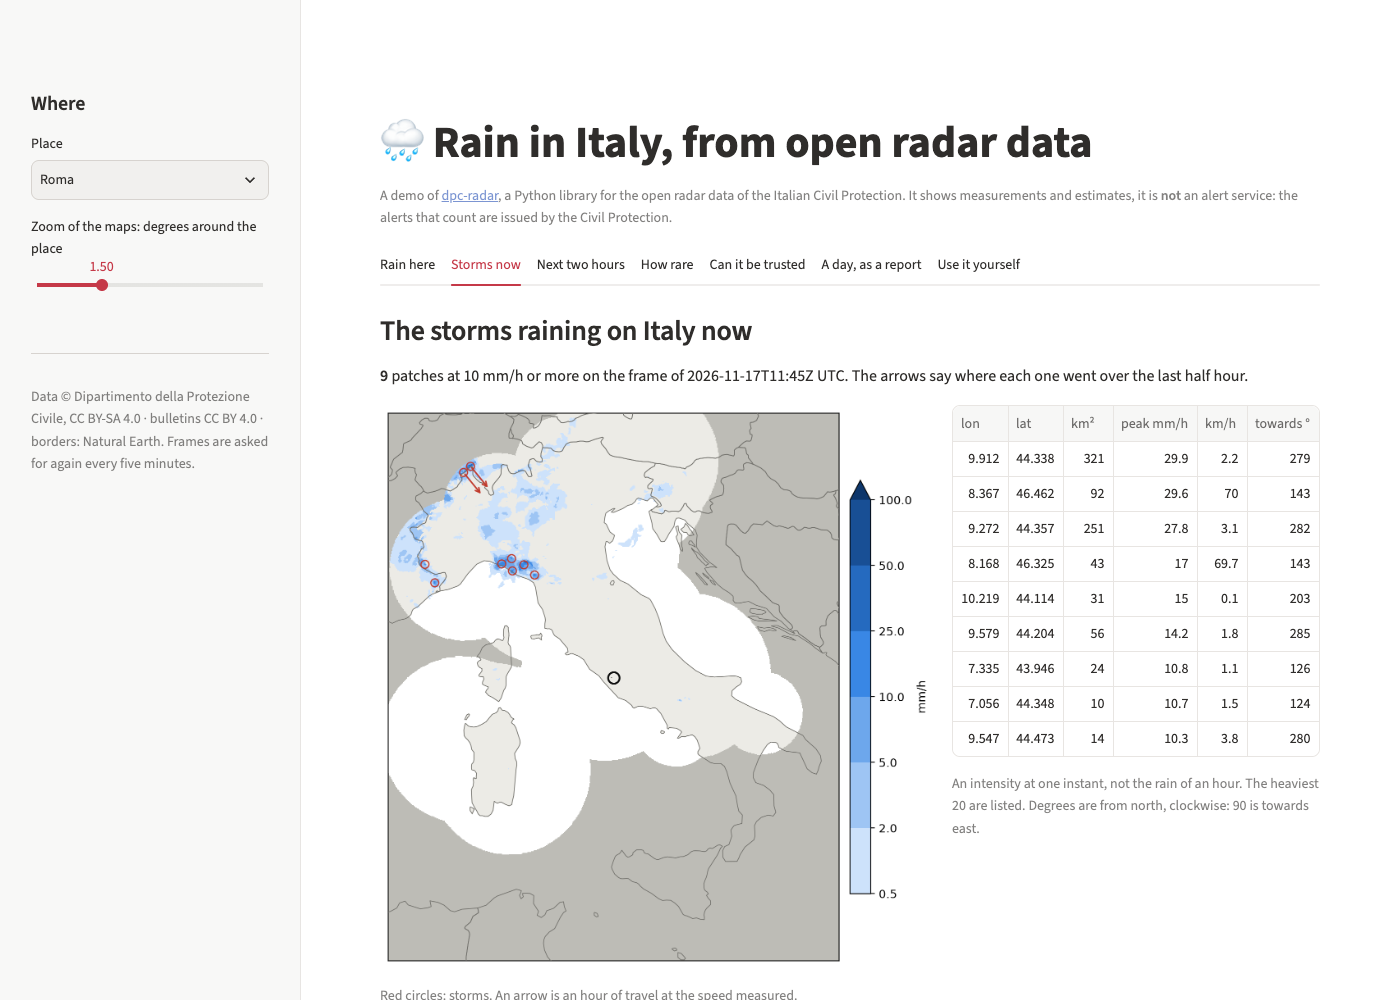 Where
Place
Roma
Zoom of the maps: degrees around the
place
1.50
Data © Dipartimento della Protezione
Civile, CC BY-SA 4.0 · bulletins CC BY 4.0 ·
borders: Natural Earth. Frames are asked
for again every five minutes.
Rain in Italy, from open radar data
A demo of dpc-radar, a Python library for the open radar data of the Italian Civil Protection. It shows measurements and estimates, it is not an alert service: the
alerts that count are issued by the Civil Protection.
Rain here Storms now Next two hours How rare Can it be trusted A day, as a report Use it yourself
The storms raining on Italy now
9 patches at 10 mm/h or more on the frame of 2026-11-17T11:45Z UTC. The arrows say where each one went over the last half hour.
100.0
50.0
25.0
10.0
5.0
2.0
0.5
mm/h
lon lat km² peak mm/h km/h towards °
9.912 44.338 321 29.9 2.2 279
8.367 46.462 92 29.6 70 143
9.272 44.357 251 27.8 3.1 282
8.168 46.325 43 17 69.7 143
10.219 44.114 31 15 0.1 203
9.579 44.204 56 14.2 1.8 285
7.335 43.946 24 10.8 1.1 126
7.056 44.348 10 10.7 1.5 124
9.547 44.473 14 10.3 3.8 280
An intensity at one instant, not the rain of an hour. The heaviest
20 are listed. Degrees are from north, clockwise: 90 is towards
east.
Red circles: storms. An arrow is an hour of travel at the speed measured.